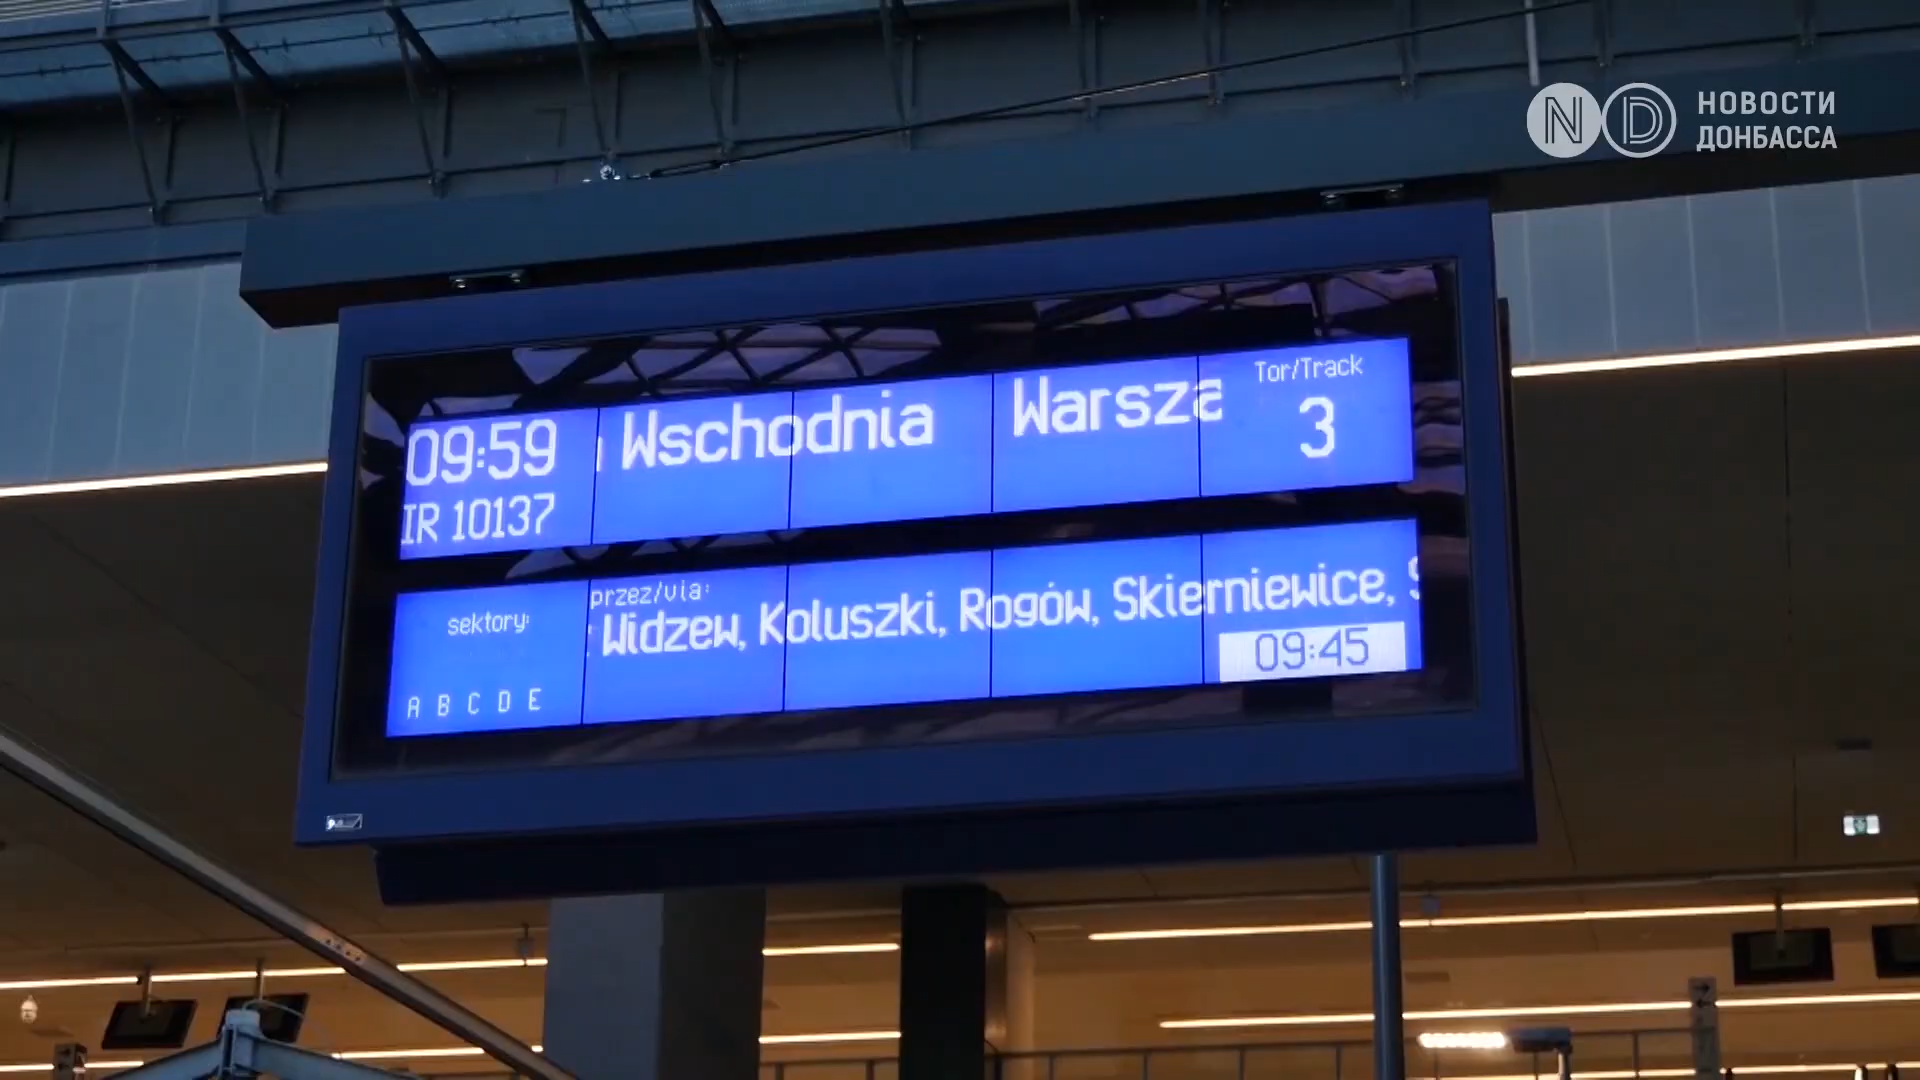 ND НОВОСТИ
ДОНБАССА
09:59 Wschodnia Warsza
IR 10137
Tor/Track
3
sektory:
A B C D E
przez/via:
Widzew, Koluszki, Rogów, Skierniewice,
09:45